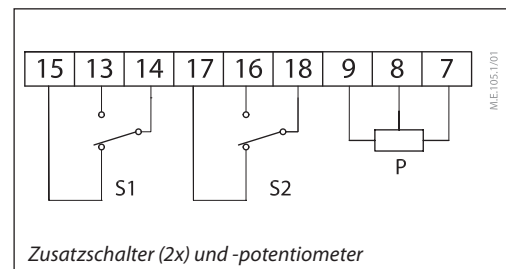 15 13 14 17 16 18 9 8 7
S1 S2 P
M.E.105.1/01
Zusatzschalter (2x) und -potentiometer